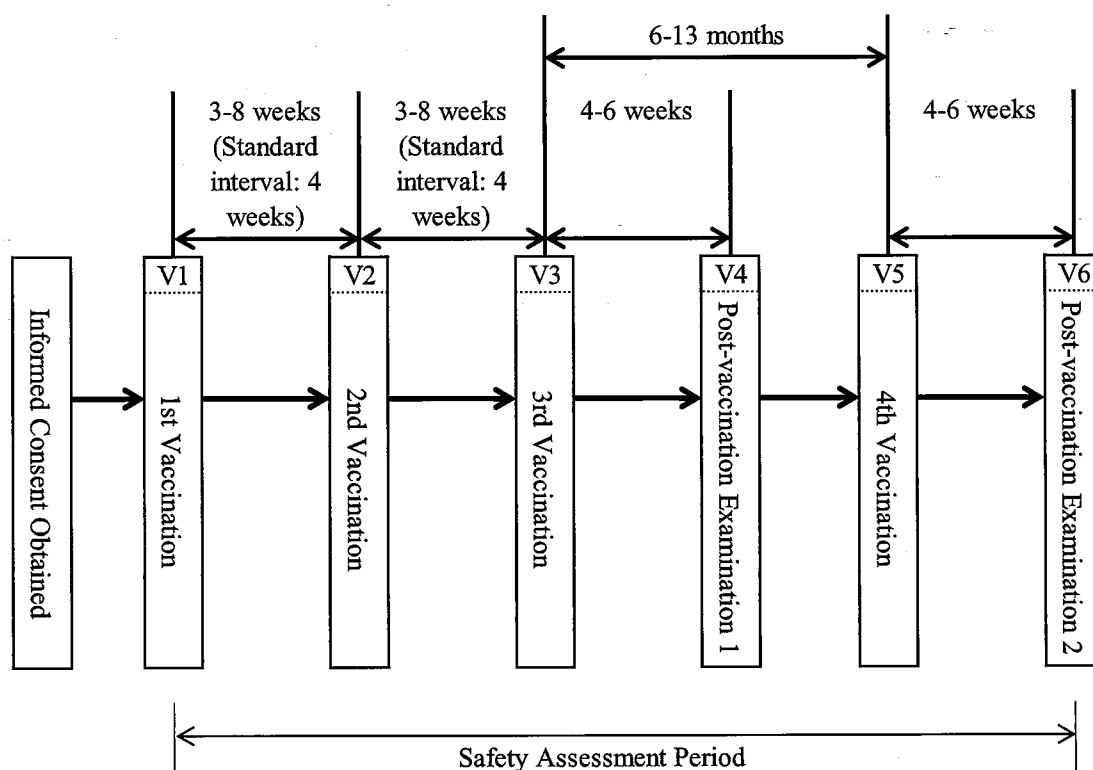 6-13 months
3-8 weeks
(Standard
interval: 4
weeks)
3-8 weeks
(Standard
interval: 4
weeks)
4-6 weeks
4-6 weeks
Informed Consent Obtained
V1
1st Vaccination
V2
2nd Vaccination
V3
3rd Vaccination
V4
Post-vaccination Examination 1
V5
4th Vaccination
V6
Post-vaccination Examination 2
Safety Assessment Period